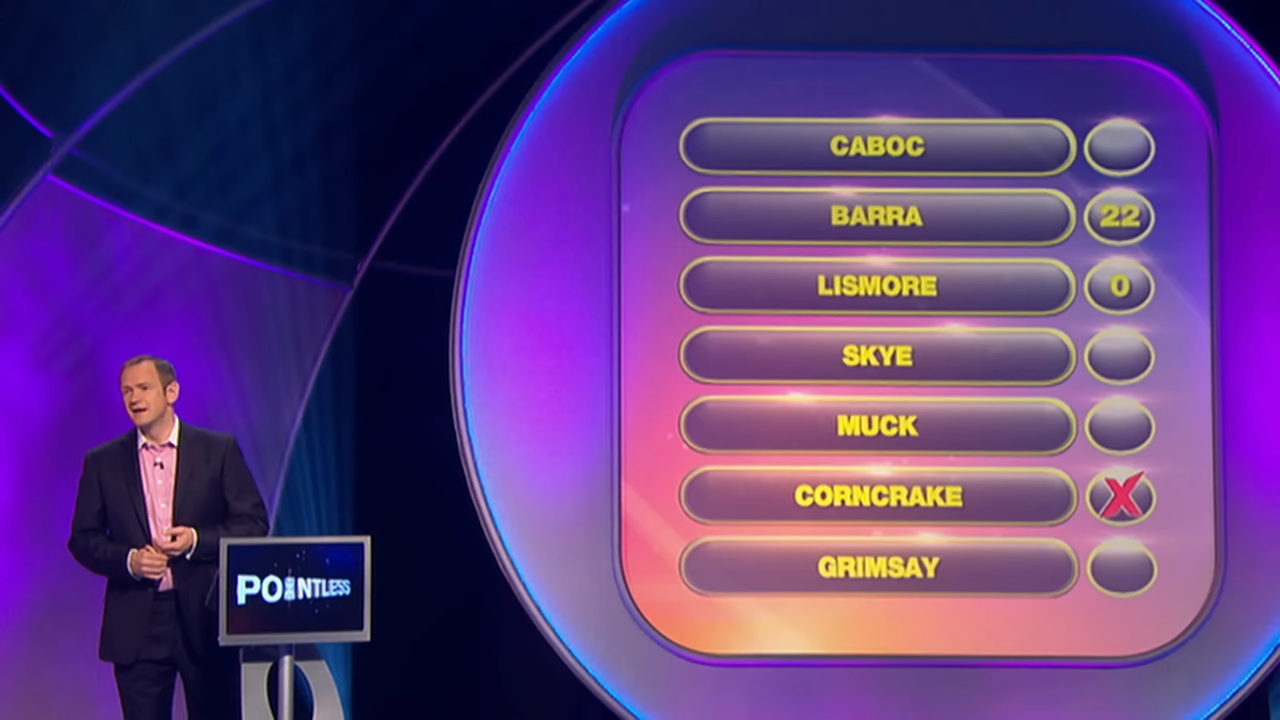 CABOC
BARRA 22
LISMORE 0
SKYE
MUCK
CORNCRAKE X
GRIMSAY
POINTLESS